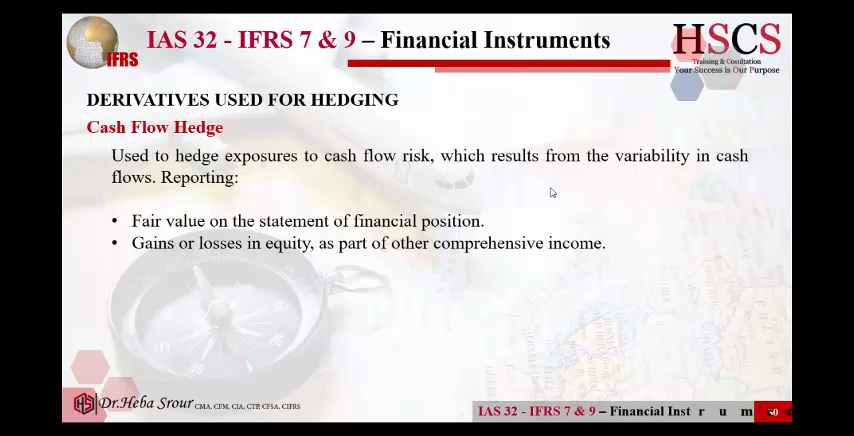 IFRS
IAS 32 - IFRS 7 & 9 – Financial Instruments
HSCS
Training & Cosultation
Your Success is Our Purpose
DERIVATIVES USED FOR HEDGING
Cash Flow Hedge
Used to hedge exposures to cash flow risk, which results from the variability in cash
flows. Reporting:
• Fair value on the statement of financial position.
• Gains or losses in equity, as part of other comprehensive income.
Dr.Heba Srour CMA, CFM, CIA, CTP, CFSA, CIFRS
IAS 32 - IFRS 7 & 9 – Financial Inst r u m